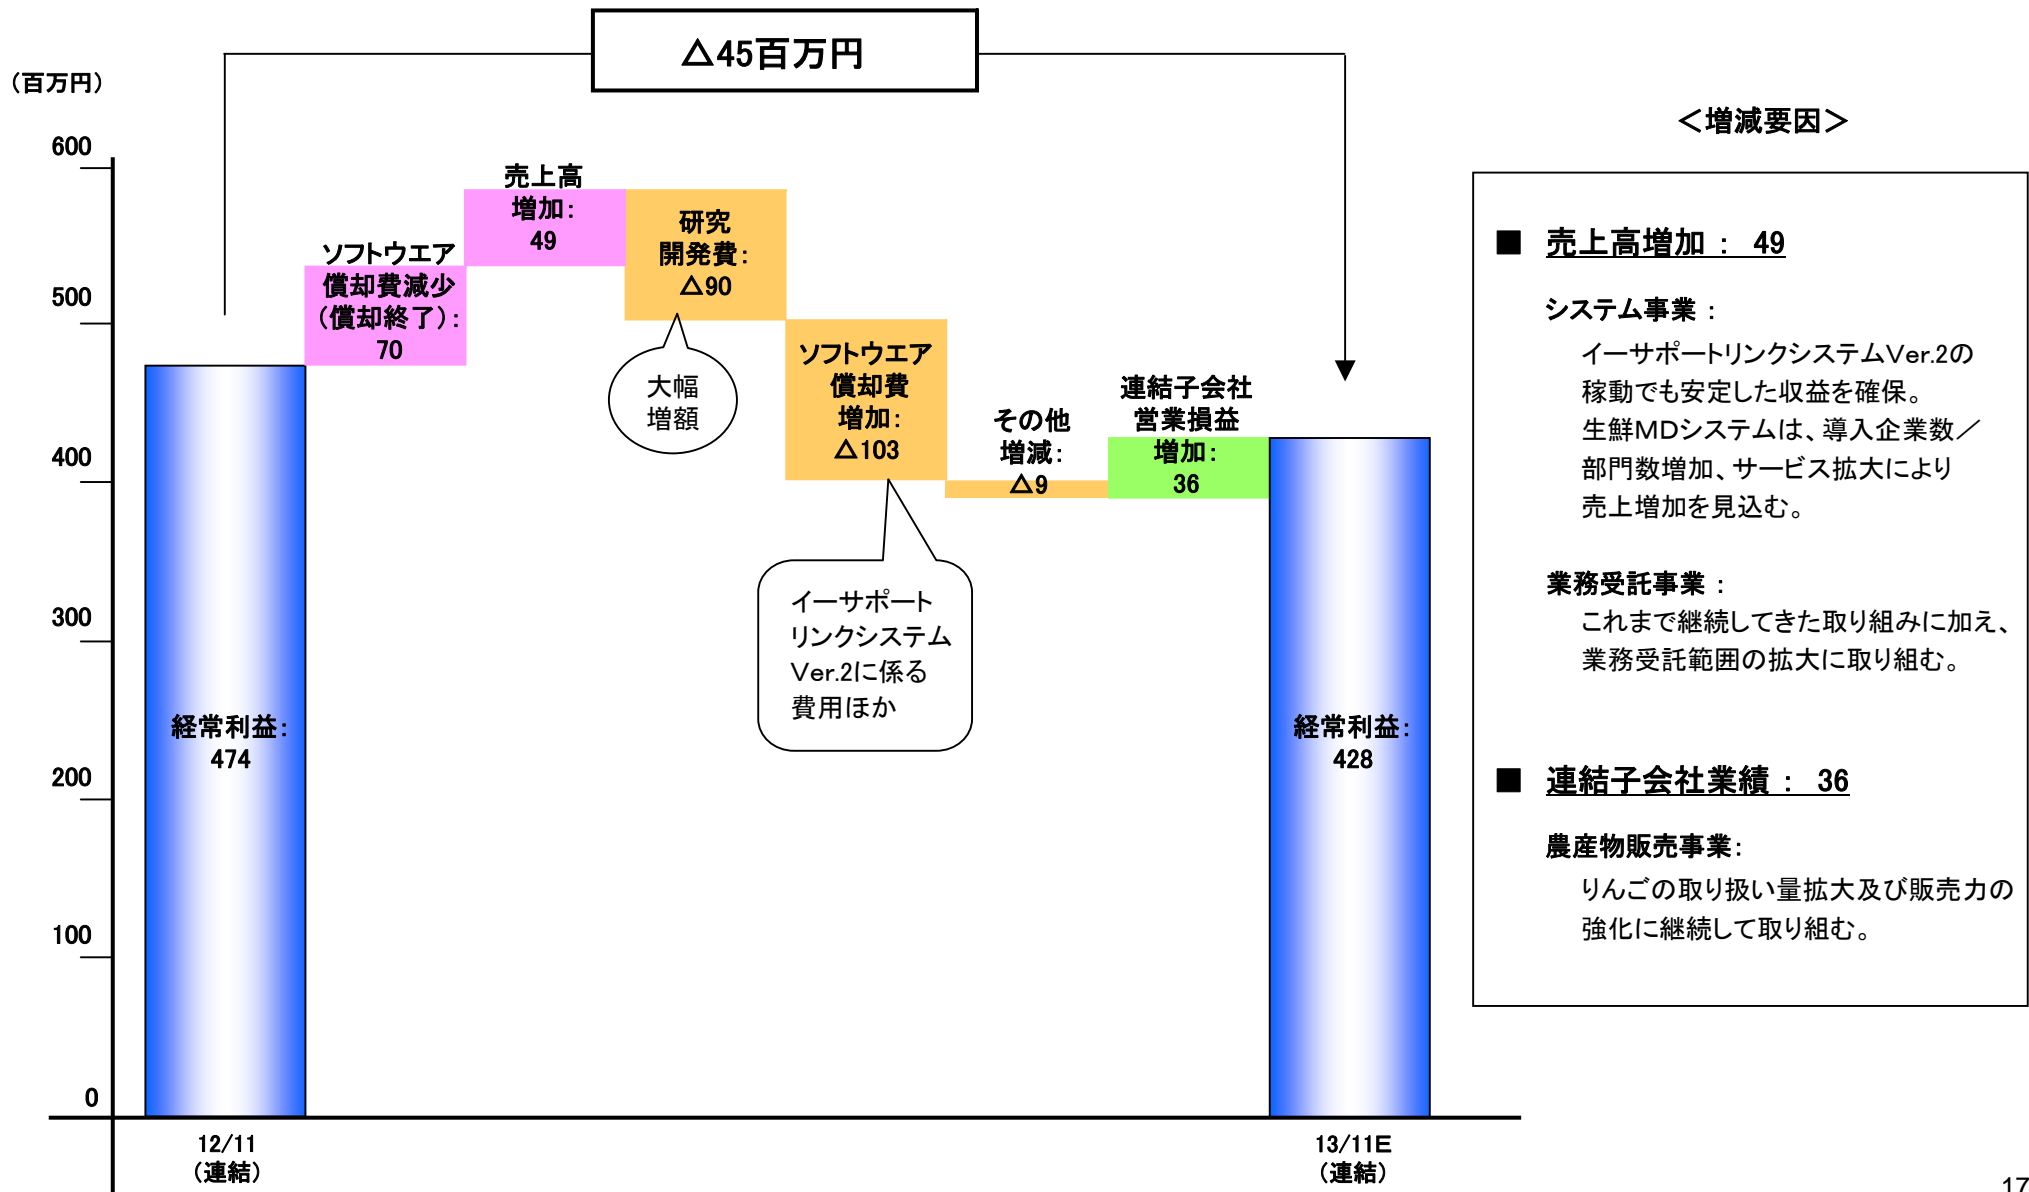 △45百万円
(百万円)
600
500
400
300
200
100
0
経常利益:
474
ソフトウエア
償却費減少
(償却終了):
70
売上高
増加:
49
研究
開発費:
△90
大幅
増額
ソフトウエア
償却費
増加:
△103
イーサポート
リンクシステム
Ver.2に係る
費用ほか
その他
増減:
△9
連結子会社
営業損益
増加:
36
経常利益:
428
12/11
(連結)
13/11E
(連結)
<増減要因>
■ 売上高増加 : 49
システム事業 :
イーサポートリンクシステムVer.2の
稼動でも安定した収益を確保。
生鮮MDシステムは、導入企業数/
部門数増加、サービス拡大により
売上増加を見込む。
業務受託事業 :
これまで継続してきた取り組みに加え、
業務受託範囲の拡大に取り組む。
■ 連結子会社業績 : 36
農産物販売事業:
りんごの取り扱い量拡大及び販売力の
強化に継続して取り組む。
17